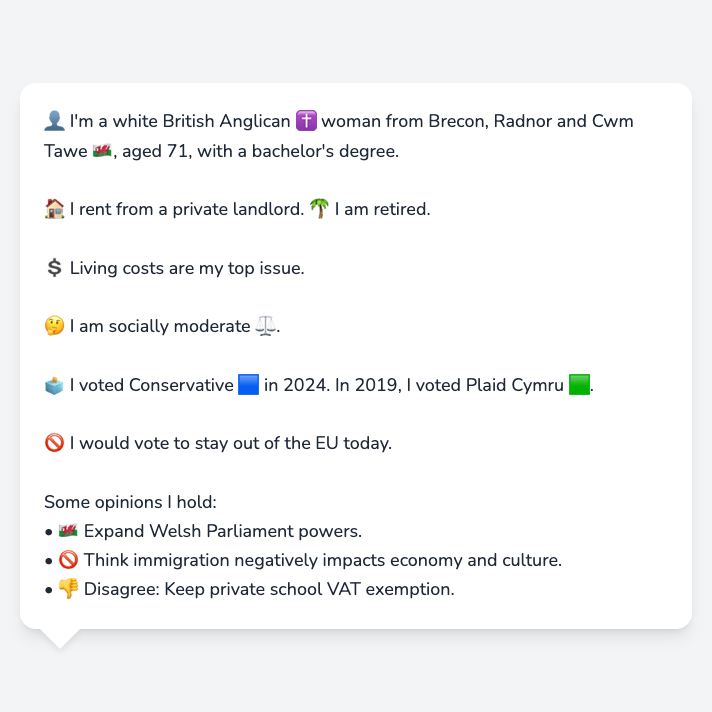 👤 I'm a white British Anglican ✝️ woman from Brecon, Radnor and Cwm
Tawe 🏴󠁧󠁢󠁷󠁬󠁳󠁿, aged 71, with a bachelor's degree.
🏠 I rent from a private landlord. 🌴 I am retired.
💲 Living costs are my top issue.
🤔 I am socially moderate ⚖️.
🗳️ I voted Conservative 🟦 in 2024. In 2019, I voted Plaid Cymru 🟩.
🚫 I would vote to stay out of the EU today.
Some opinions I hold:
• 🏴󠁧󠁢󠁷󠁬󠁳󠁿 Expand Welsh Parliament powers.
• 🚫 Think immigration negatively impacts economy and culture.
• 👎 Disagree: Keep private school VAT exemption.